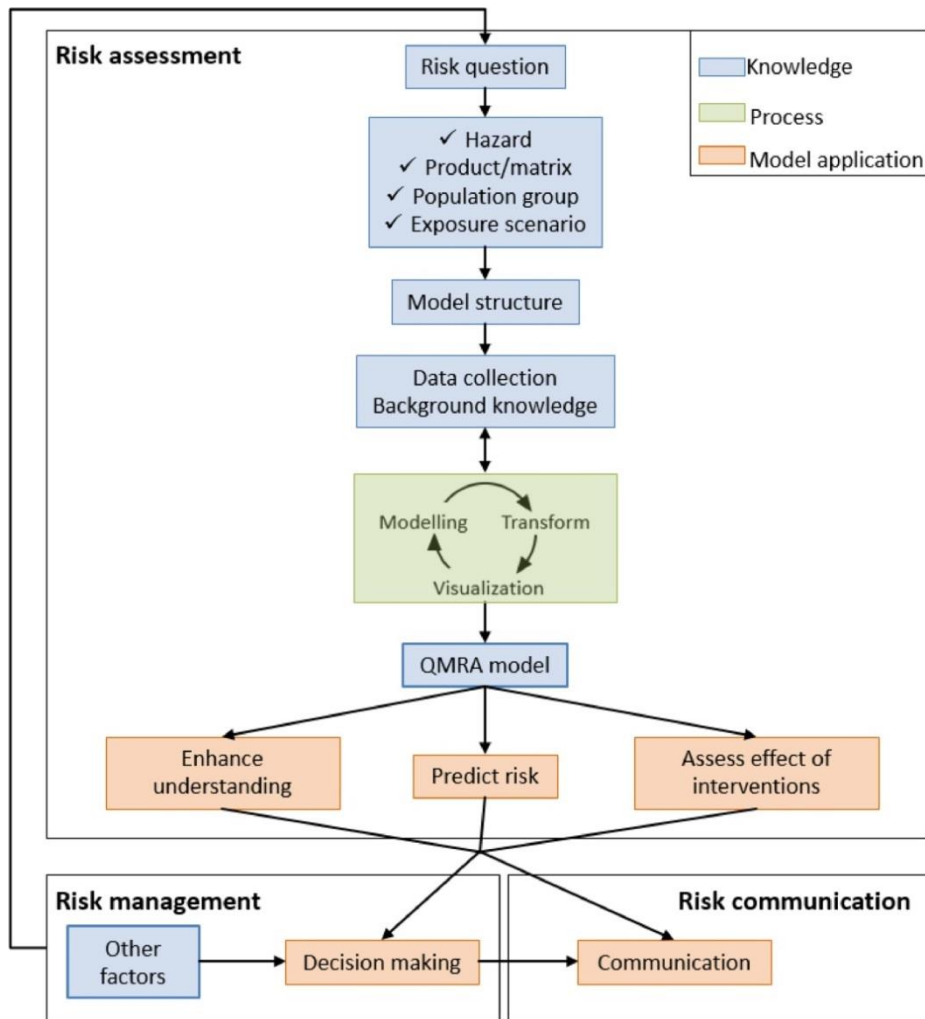 Risk assessment
Risk question
Knowledge
Process
Model application
✓ Hazard
✓ Product/matrix
✓ Population group
✓ Exposure scenario
Model structure
Data collection
Background knowledge
Modelling
Transform
Visualization
QMRA model
Enhance
understanding
Predict risk
Assess effect of
interventions
Risk management
Other
factors
Decision making
Risk communication
Communication